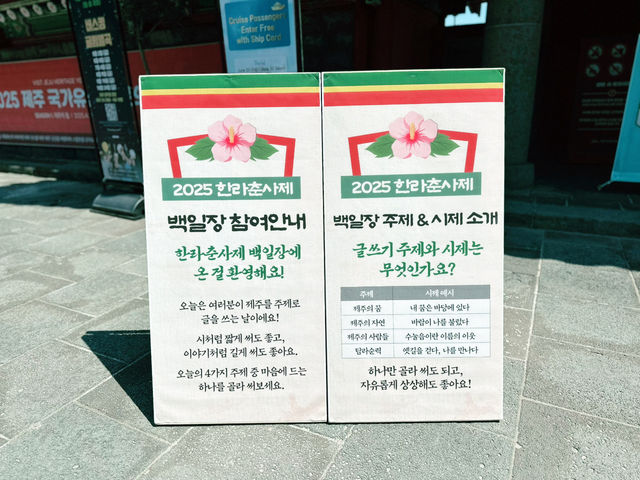 Cruise Passengers
Enter Free
with Ship Card
VISIT JEJU HERITAGE
2025 제주 국가유
2025 한라춘사제
백일장 참여안내
한라춘사제 백일장에
온 걸 환영해요!
오늘은 여러분이 제주를 주제로
글을 쓰는 날이에요!
시처럼 짧게 써도 좋고,
이야기처럼 길게 써도 좋아요.
오늘의 4가지 주제 중 마음에 드는
하나를 골라 써보세요.
2025 한라춘사제
백일장 주제 & 시제 소개
글쓰기 주제와 시제는
무엇인가요?
주제 시제 예시
제주의 꿈 내 꿈은 바당에 있다
제주의 자연 바람이 나를 불렀다
제주의 사람들 수눌음이란 이름의 이웃
탐라순력 옛길을 걷다, 나를 만나다
하나만 골라 써도 되고,
자유롭게 상상해도 좋아요!